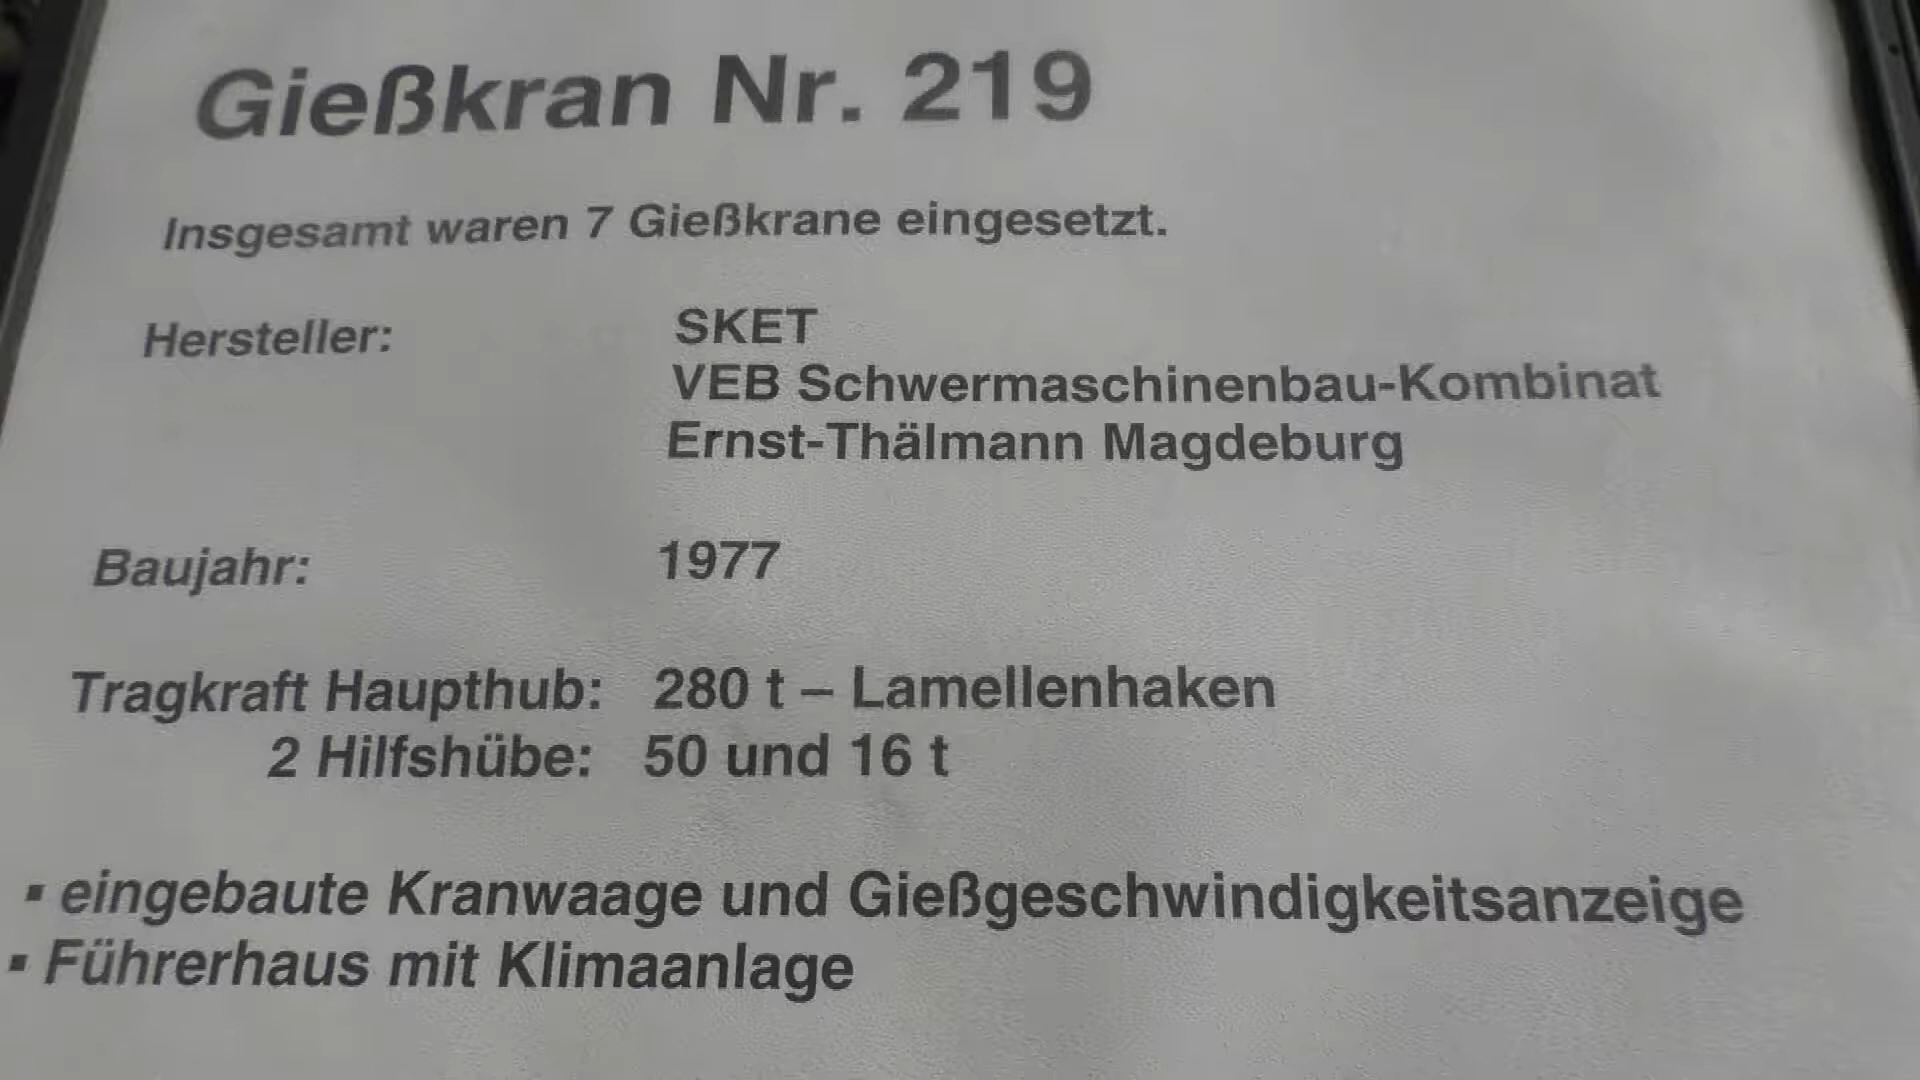 Gießkran Nr. 219
Insgesamt waren 7 Gießkrane eingesetzt.
Hersteller: SKET
VEB Schwermaschinenbau-Kombinat
Ernst-Thälmann Magdeburg
Baujahr: 1977
Tragkraft Haupthub: 280 t – Lamellenhaken
2 Hilfshübe: 50 und 16 t
▪ eingebaute Kranwaage und Gießgeschwindigkeitsanzeige
▪ Führerhaus mit Klimaanlage